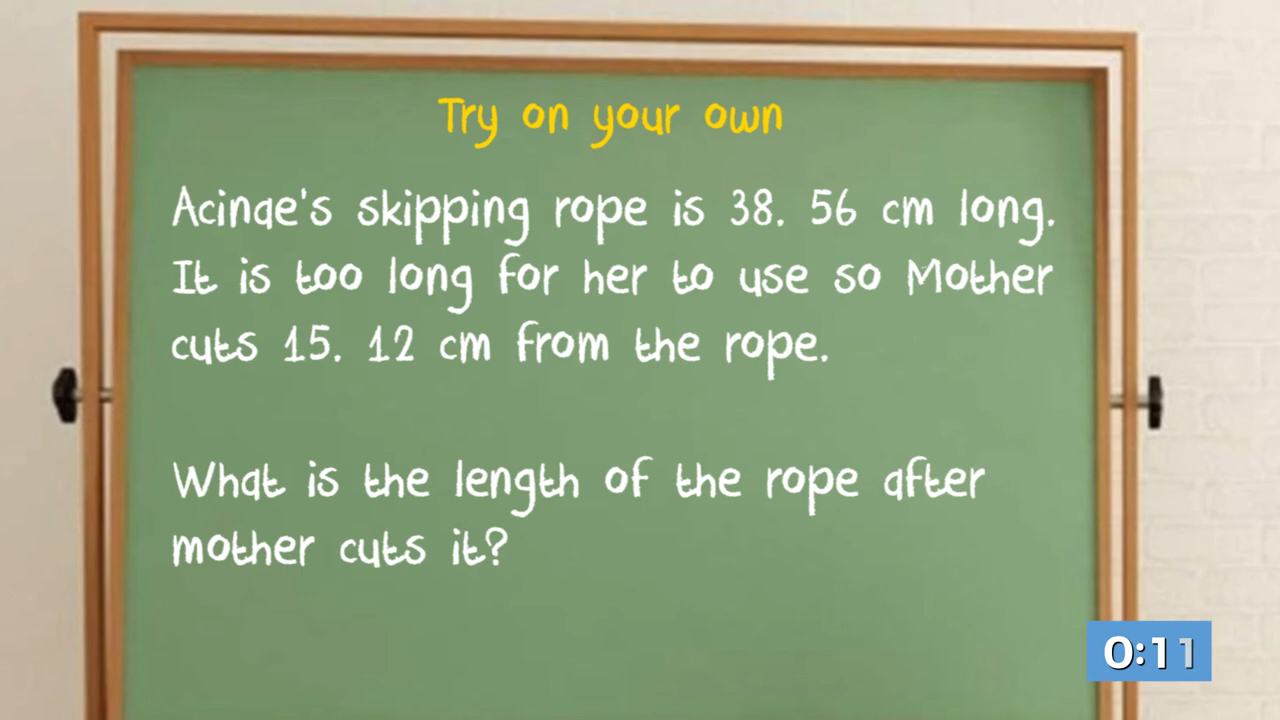 Try on your own
Acinae's skipping rope is 38. 56 cm long.
It is too long for her to use so Mother
cuts 15. 12 cm from the rope.
What is the length of the rope after
mother cuts it?
0:11